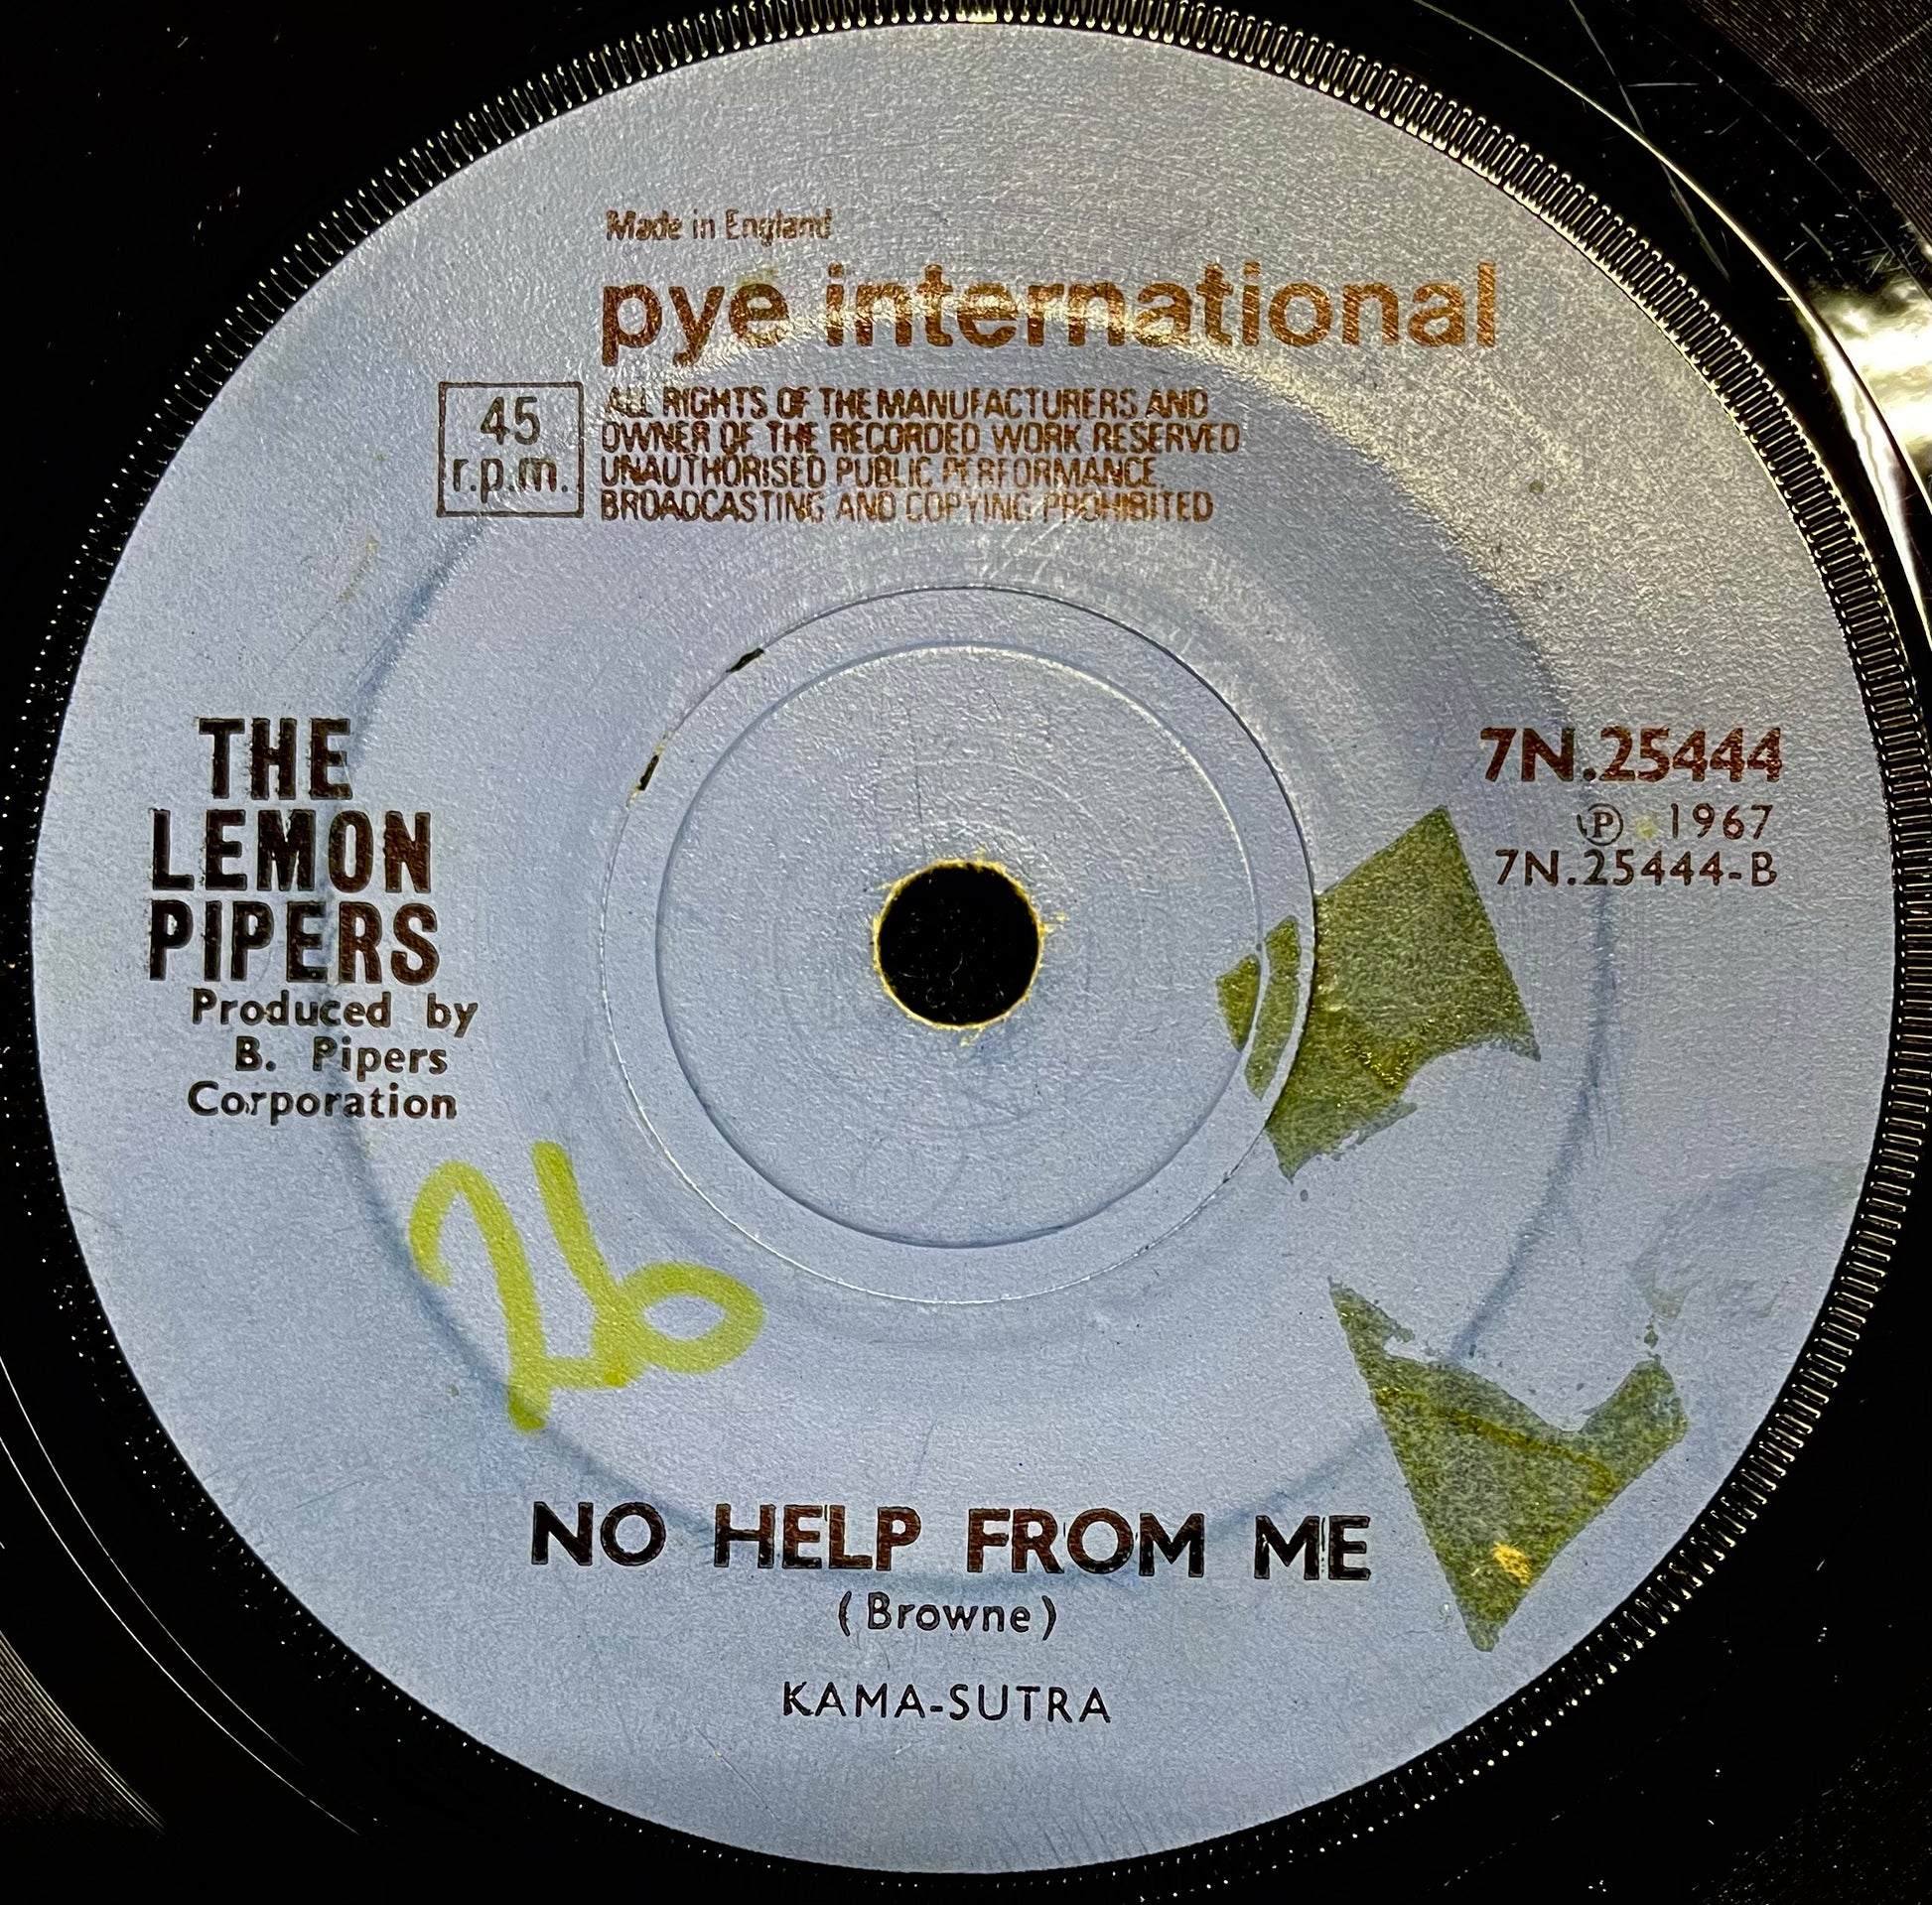 Made in England
pye international
45
r.p.m.
ALL RIGHTS OF THE MANUFACTURERS AND
OWNER OF THE RECORDED WORK RESERVED
UNAUTHORISED PUBLIC PERFORMANCE,
BROADCASTING AND COPYING PROHIBITED
THE
LEMON
PIPERS
Produced by
B. Pipers
Corporation
7N.25444
Ⓟ 1967
7N.25444-B
26
NO HELP FROM ME
(Browne)
KAMA-SUTRA